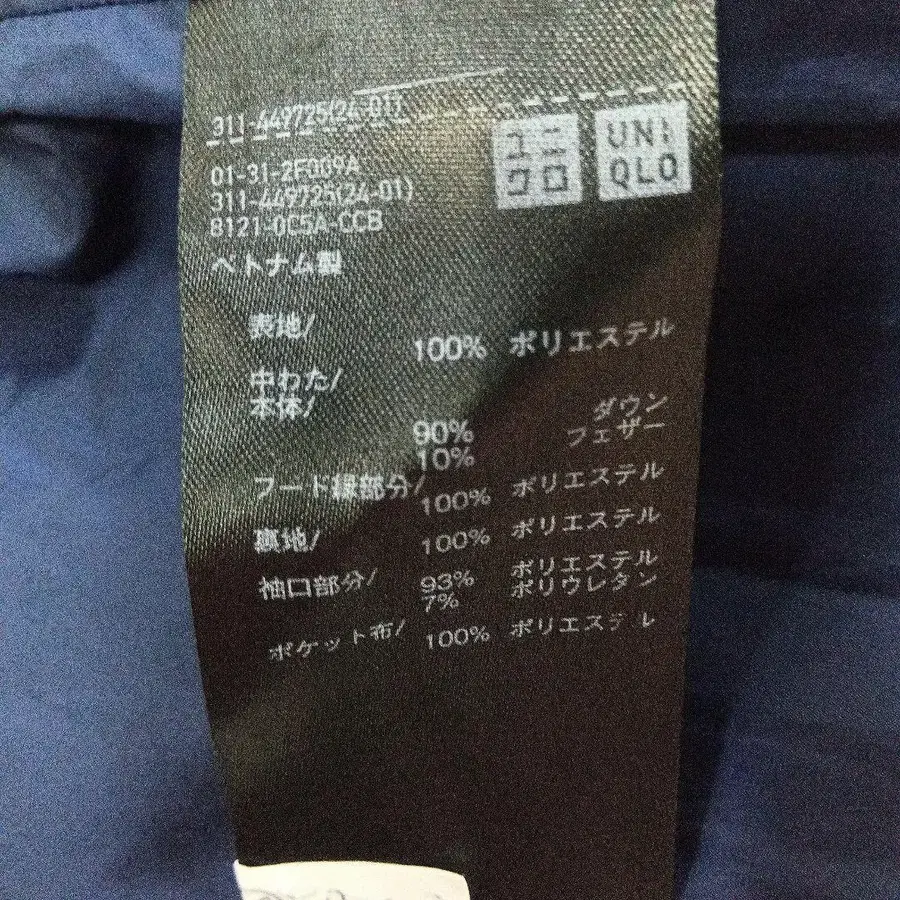 311-449725(24-01)
ユニ
クロ
UNI
QLO
01-31-2F009A
311-449725(24-01)
8121-0C5A-CCB
ベトナム製
表地/
100% ポリエステル
中わた/
本体/
90% ダウン
10% フェザー
フード縁部分/
100% ポリエステル
裏地/
100% ポリエステル
袖口部分/
93% ポリエステル
7% ポリウレタン
ポケット布/
100% ポリエステル